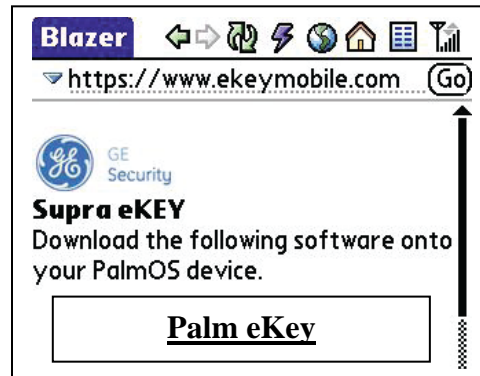 Blazer
https://www.ekeymobile.com Go
GE
Security
Supra eKEY
Download the following software onto
your PalmOS device.
Palm eKey